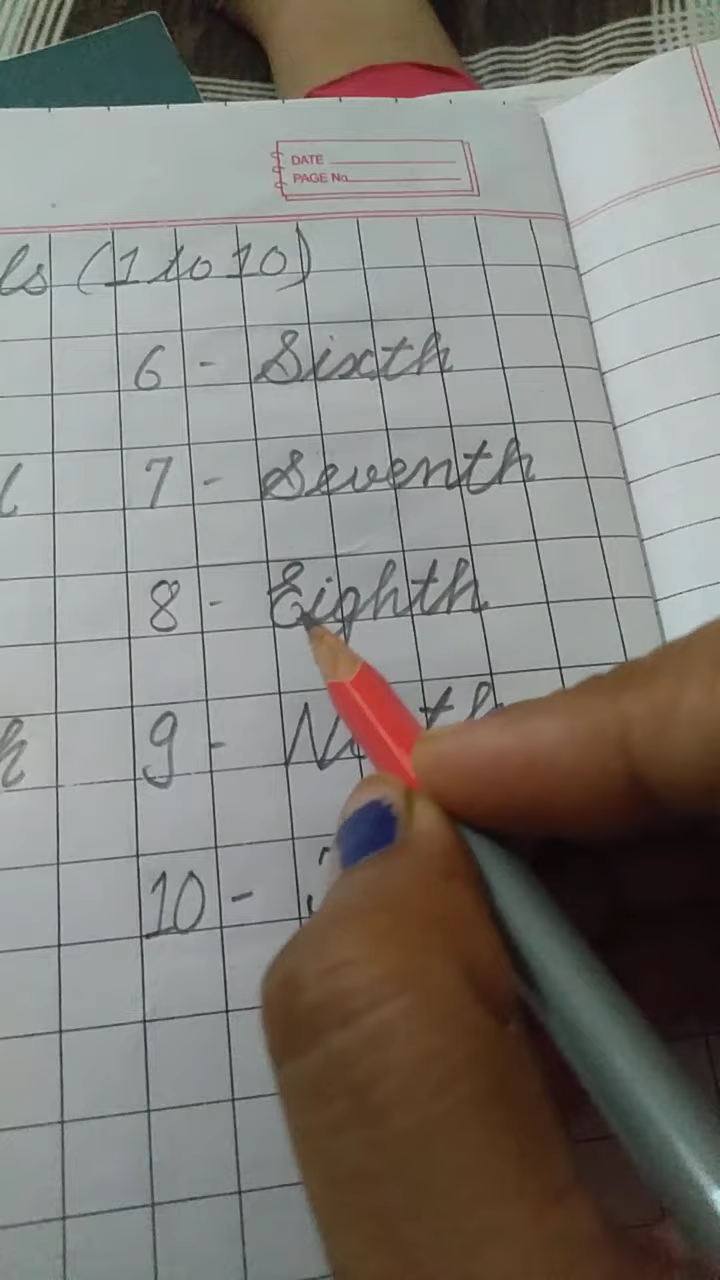 DATE
PAGE No.
ls (1 to 10)
6 - Sixth
7 - Seventh
8 - Eighth
9 -
10 -